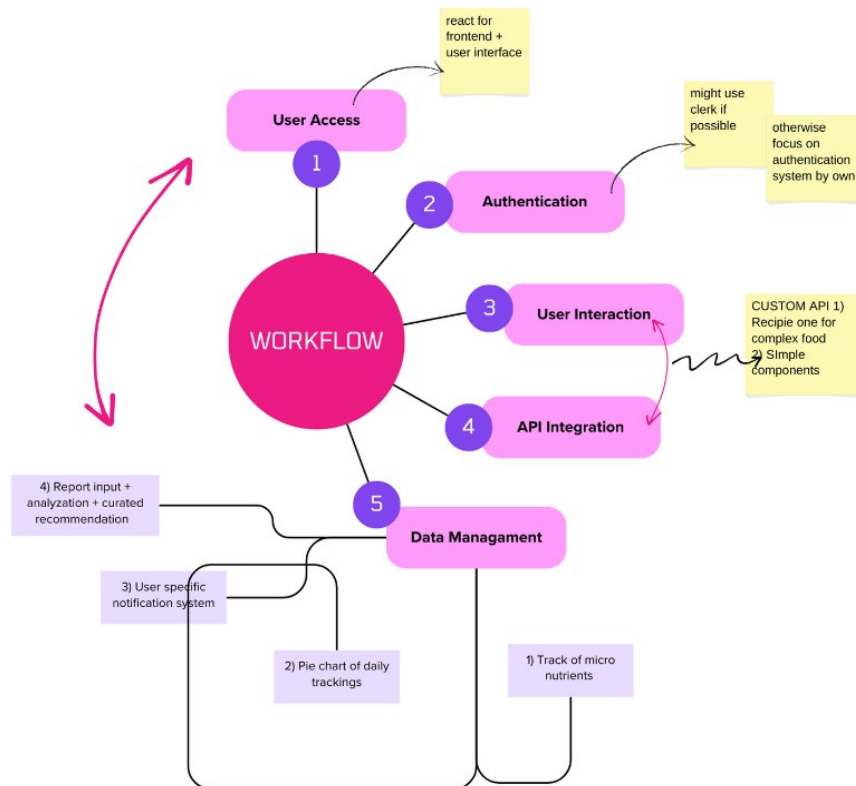 react for
frontend +
user interface
User Access
1
might use
clerk if
possible
otherwise
focus on
authentication
system by own
2
Authentication
3
User Interaction
WORKFLOW
CUSTOM API 1)
Recipie one for
complex food
2) SImple
components
4
API Integration
5
Data Managament
4) Report input +
analyzation + curated
recommendation
3) User specific
notification system
2) Pie chart of daily
trackings
1) Track of micro
nutrients